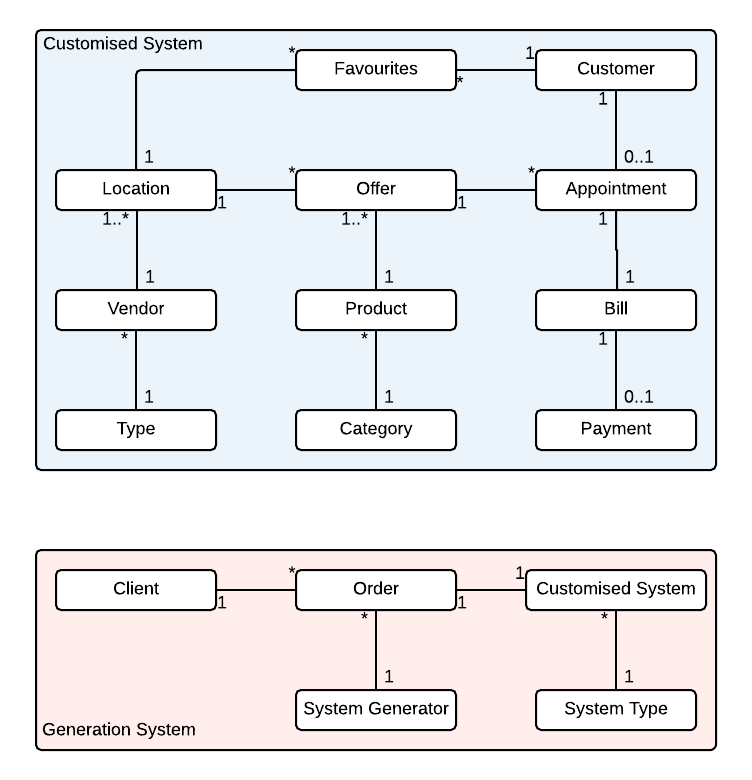 Customised System
* Favourites * 1 Customer
1 1
1 0..1
Location 1 * Offer 1 * Appointment
1..* 1..* 1
1 1 1
Vendor Product Bill
* * 1
1 1 0..1
Type Category Payment
Client 1 * Order 1 1 Customised System
* *
1 1
System Generator System Type
Generation System